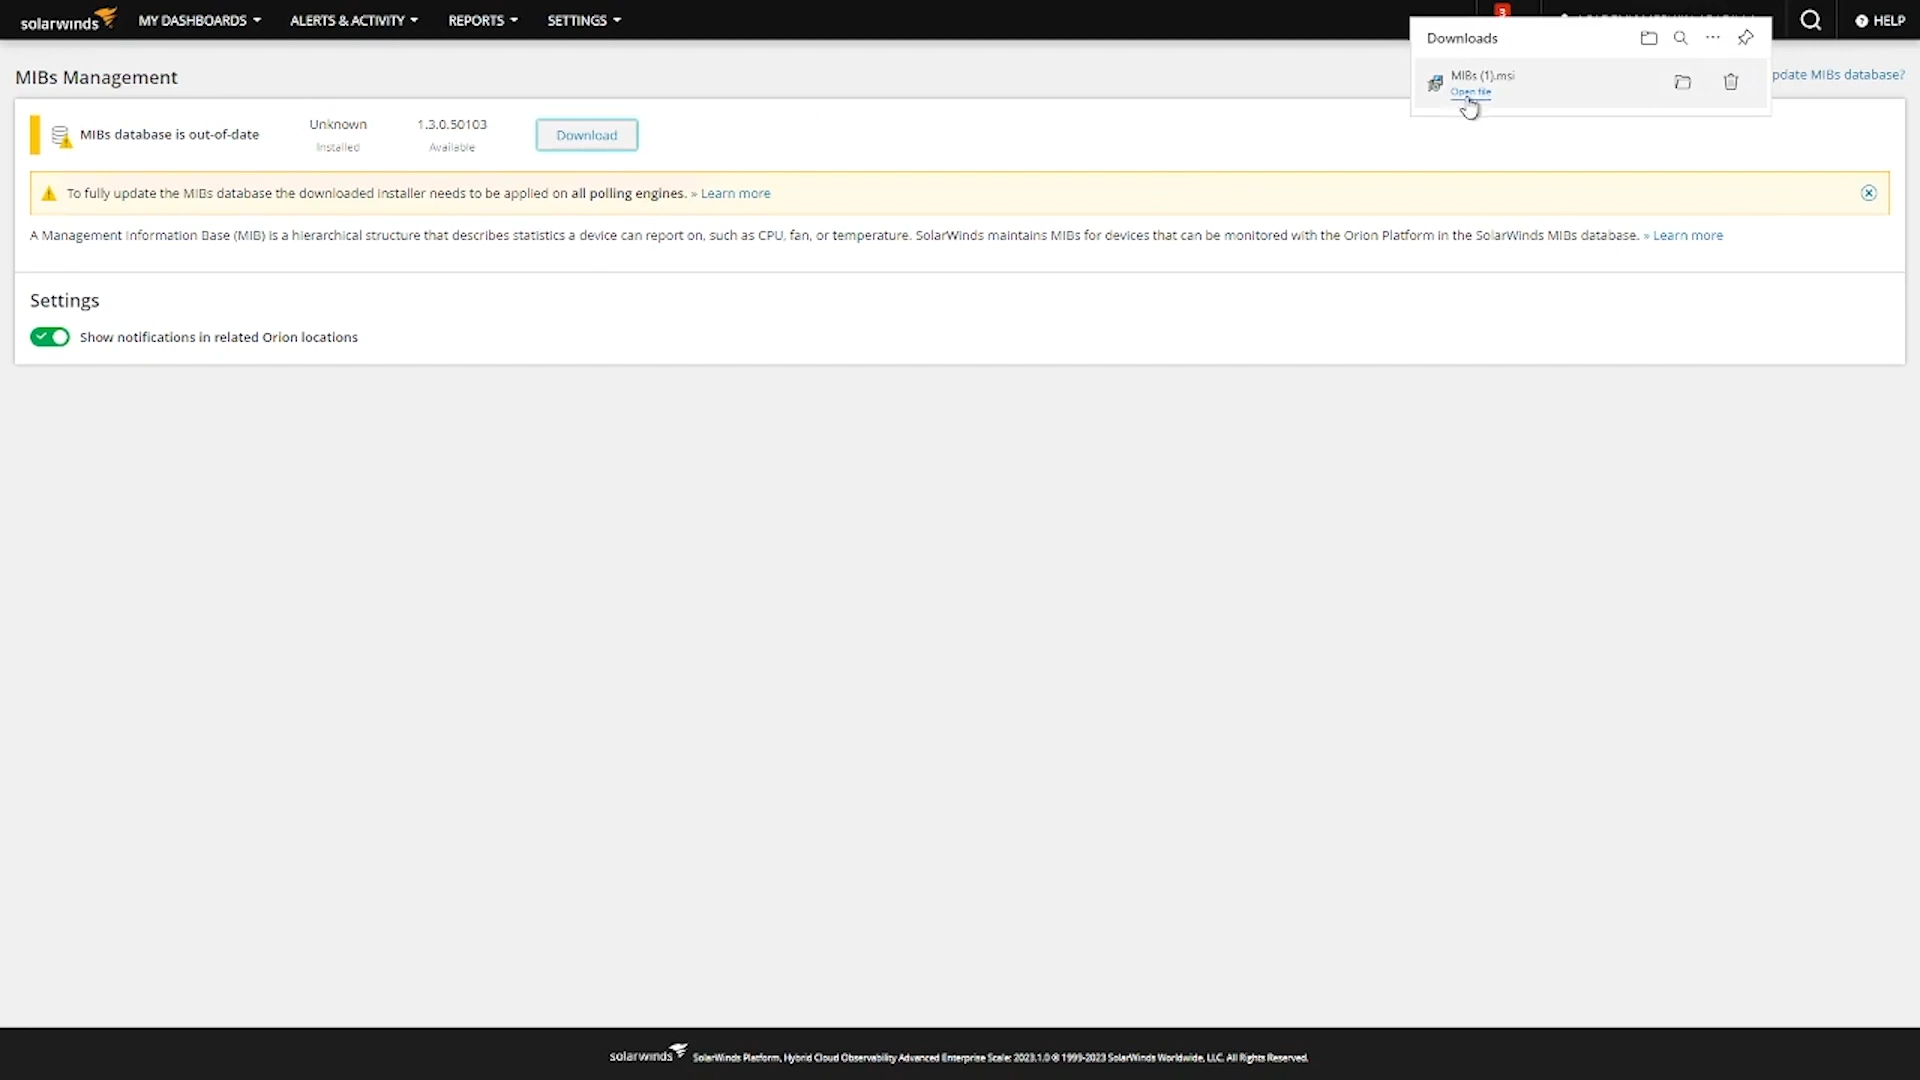 solarwinds
MY DASHBOARDS
ALERTS & ACTIVITY
REPORTS
SETTINGS
3
HELP
Downloads
MIBs (1).msi
Open file
MIBs Management
pdate MIBs database?
MIBs database is out-of-date
Unknown
Installed
1.3.0.50103
Available
Download
To fully update the MIBs database the downloaded installer needs to be applied on all polling engines. » Learn more
A Management Information Base (MIB) is a hierarchical structure that describes statistics a device can report on, such as CPU, fan, or temperature. SolarWinds maintains MIBs for devices that can be monitored with the Orion Platform in the SolarWinds MIBs database. » Learn more
Settings
Show notifications in related Orion locations
solarwinds SolarWinds Platform, Hybrid Cloud Observability Advanced Enterprise Scale: 2023.1.0 © 1999-2023 SolarWinds Worldwide, LLC. All Rights Reserved.